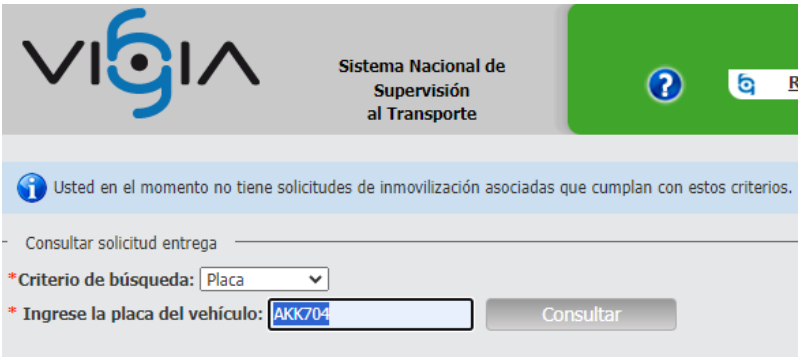 VIGIA
Sistema Nacional de
Supervisión
al Transporte
?
R
i Usted en el momento no tiene solicitudes de inmovilización asociadas que cumplan con estos criterios.
Consultar solicitud entrega
*Criterio de búsqueda: Placa
* Ingrese la placa del vehículo: AKK704 Consultar